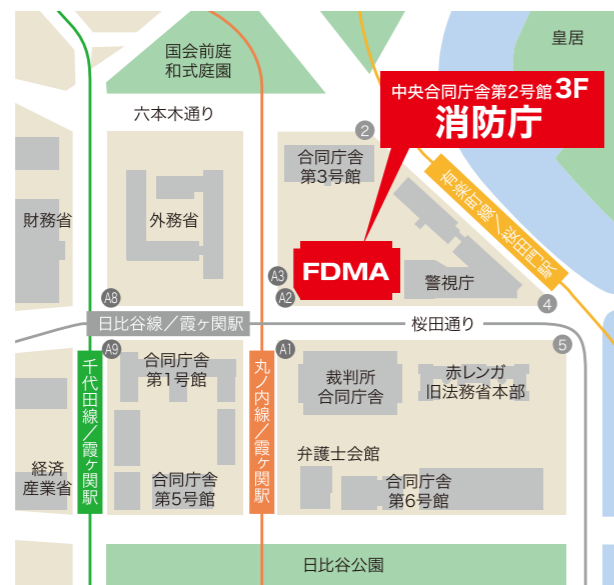 皇居
国会前庭
和式庭園
中央合同庁舎第2号館3F
消防庁
六本木通り
2
合同庁舎
第3号館
有楽町線／桜田門駅
財務省
外務省
A3
FDMA
警視庁
A8
A2
4
日比谷線／霞ヶ関駅
桜田通り
A9
A1
5
千代田線／霞ヶ関駅
合同庁舎
第1号館
丸ノ内線／霞ヶ関駅
裁判所
合同庁舎
赤レンガ
旧法務省本部
弁護士会館
経済
産業省
合同庁舎
第5号館
合同庁舎
第6号館
日比谷公園